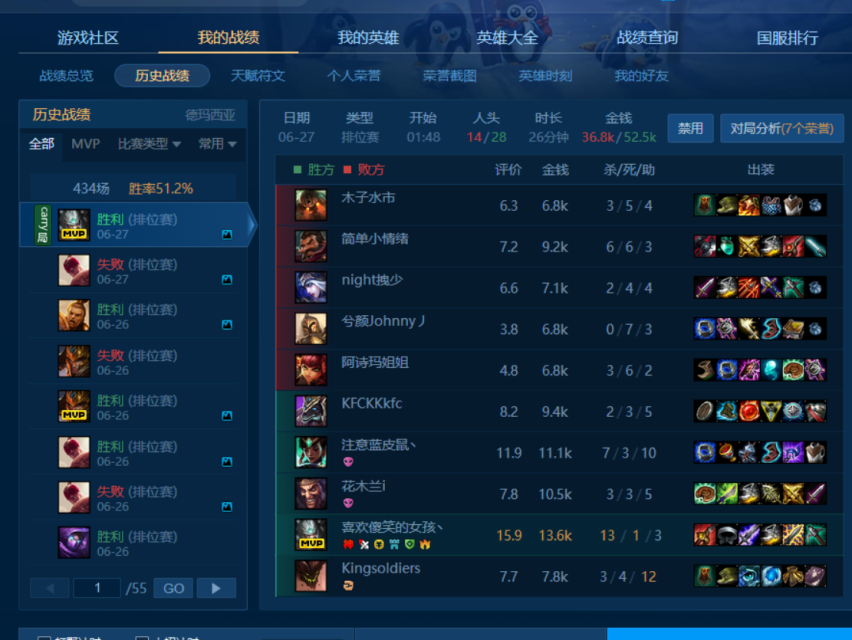 游戏社区 我的战绩 我的英雄 英雄大全 战绩查询 国服排行
战绩总览 历史战绩 天赋符文 个人荣誉 荣誉截图 英雄时刻 我的好友
历史战绩 德玛西亚
全部 MVP 比赛类型 常用
434场 胜率51.2%
carry局 MVP 胜利 (排位赛)
06-27
失败 (排位赛)
06-27
胜利 (排位赛)
06-26
失败 (排位赛)
06-26
MVP 胜利 (排位赛)
06-26
胜利 (排位赛)
06-26
失败 (排位赛)
06-26
胜利 (排位赛)
06-26
1 /55 GO
日期 类型 开始 人头 时长 金钱
06-27 排位赛 01:48 14/28 26分钟 36.8k/52.5k
禁用 对局分析(7个荣誉)
胜方 败方 评价 金钱 杀/死/助 出装
木子水市 6.3 6.8k 3/5/4
简单小情绪 7.2 9.2k 6/6/3
night拽少 6.6 7.1k 2/4/4
兮颜Johnny丿 3.8 6.8k 0/7/3
阿诗玛姐姐 4.8 6.8k 3/6/2
KFCKKkfc 8.2 9.4k 2/3/5
注意蓝皮鼠丶 11.9 11.1k 7/3/10
花木兰i 7.8 10.5k 3/3/5
MVP 喜欢傻笑的女孩丶 15.9 13.6k 13/1/3
Kingsoldiers 7.7 7.8k 3/4/12